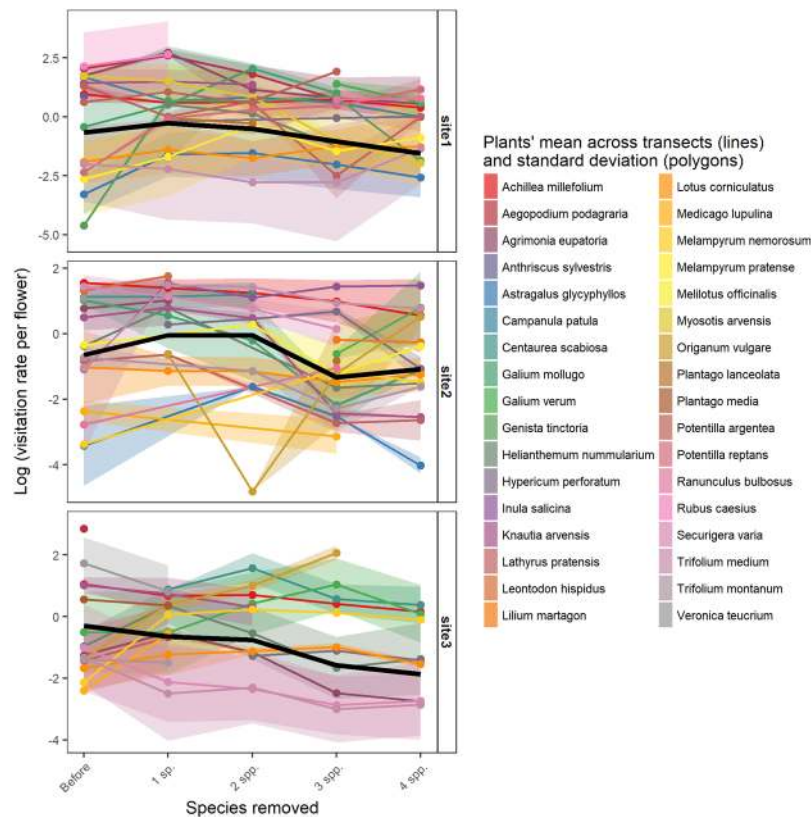 2.5
0.0
-2.5
-5.0
site1
2
0
-2
-4
site2
2
0
-2
-4
site3
Log (visitation rate per flower)
Before
1 sp.
2 spp.
3 spp.
4 spp.
Species removed
Plants' mean across transects (lines)
and standard deviation (polygons)
Achillea millefolium
Aegopodium podagraria
Agrimonia eupatoria
Anthriscus sylvestris
Astragalus glycyphyllos
Campanula patula
Centaurea scabiosa
Galium mollugo
Galium verum
Genista tinctoria
Helianthemum nummularium
Hypericum perforatum
Inula salicina
Knautia arvensis
Lathyrus pratensis
Leontodon hispidus
Lilium martagon
Lotus corniculatus
Medicago lupulina
Melampyrum nemorosum
Melampyrum pratense
Melilotus officinalis
Myosotis arvensis
Origanum vulgare
Plantago lanceolata
Plantago media
Potentilla argentea
Potentilla reptans
Ranunculus bulbosus
Rubus caesius
Securigera varia
Trifolium medium
Trifolium montanum
Veronica teucrium